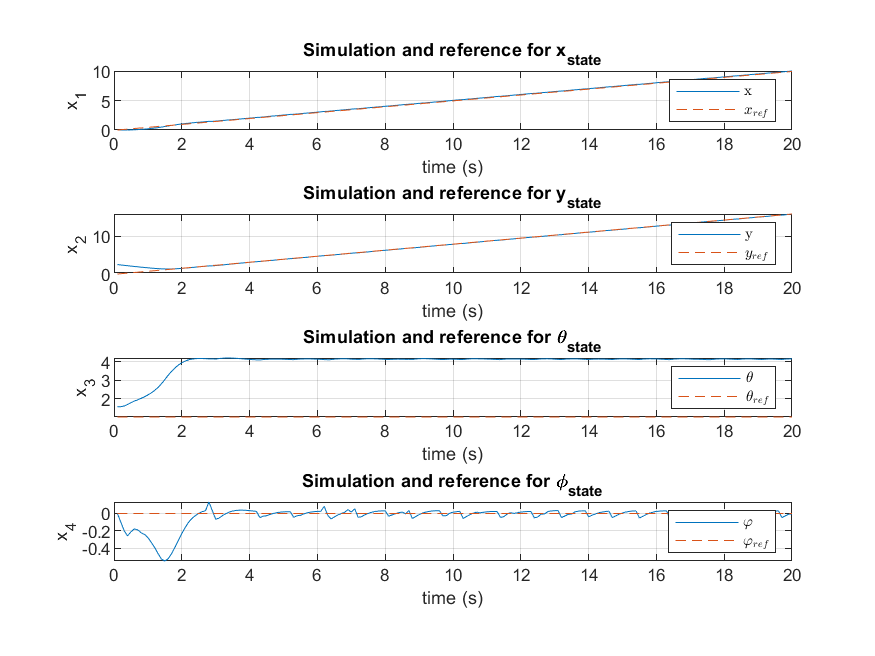 Simulation and reference for x_state
10
5
0
x_1
x
x_ref
0 2 4 6 8 10 12 14 16 18 20
time (s)
Simulation and reference for y_state
10
0
x_2
y
y_ref
0 2 4 6 8 10 12 14 16 18 20
time (s)
Simulation and reference for θ_state
4
3
2
x_3
θ
θ_ref
0 2 4 6 8 10 12 14 16 18 20
time (s)
Simulation and reference for ϕ_state
0
-0.2
-0.4
x_4
φ
φ_ref
0 2 4 6 8 10 12 14 16 18 20
time (s)